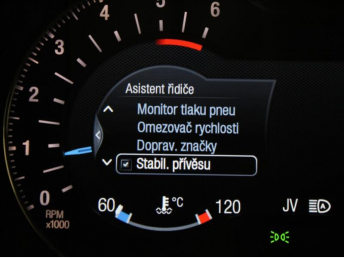 6
5
4
3
2
1
0
RPM
x1000
Asistent řidiče
Monitor tlaku pneu
Omezovač rychlosti
Doprav. značky
Stabil. přívěsu
60
°C
120
JV
A